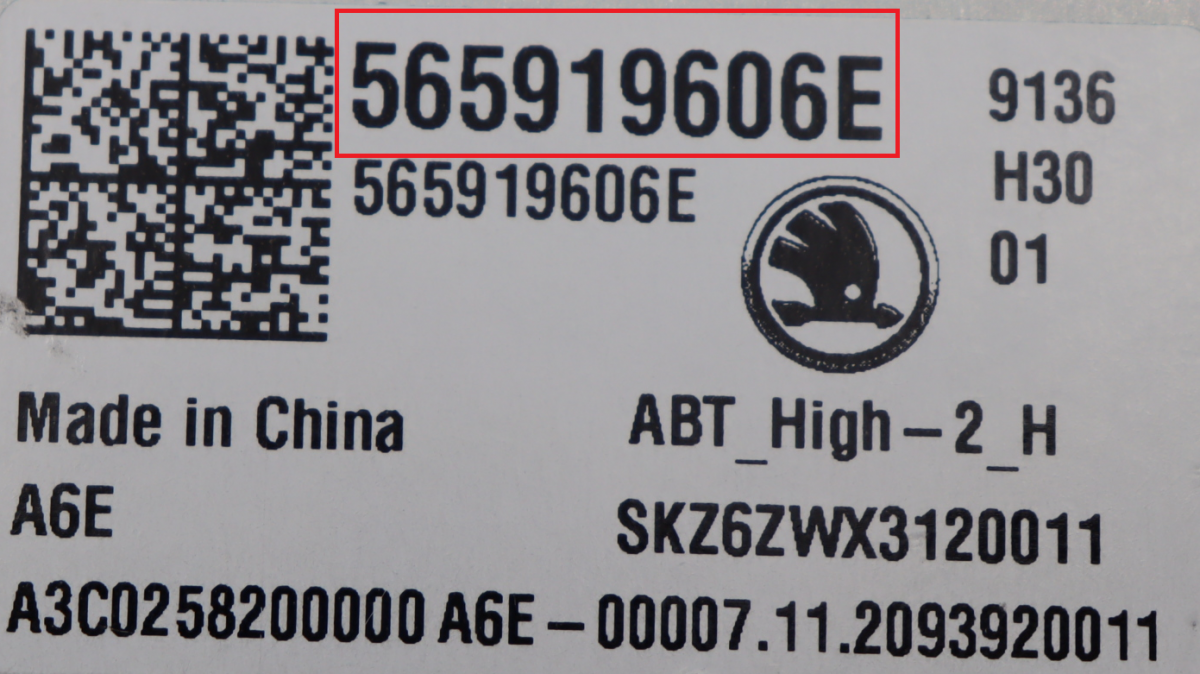 565919606E
9136
565919606E
H30
01
Made in China
ABT_High-2_H
A6E
SKZ6ZWX3120011
A3C0258200000 A6E-00007.11.2093920011